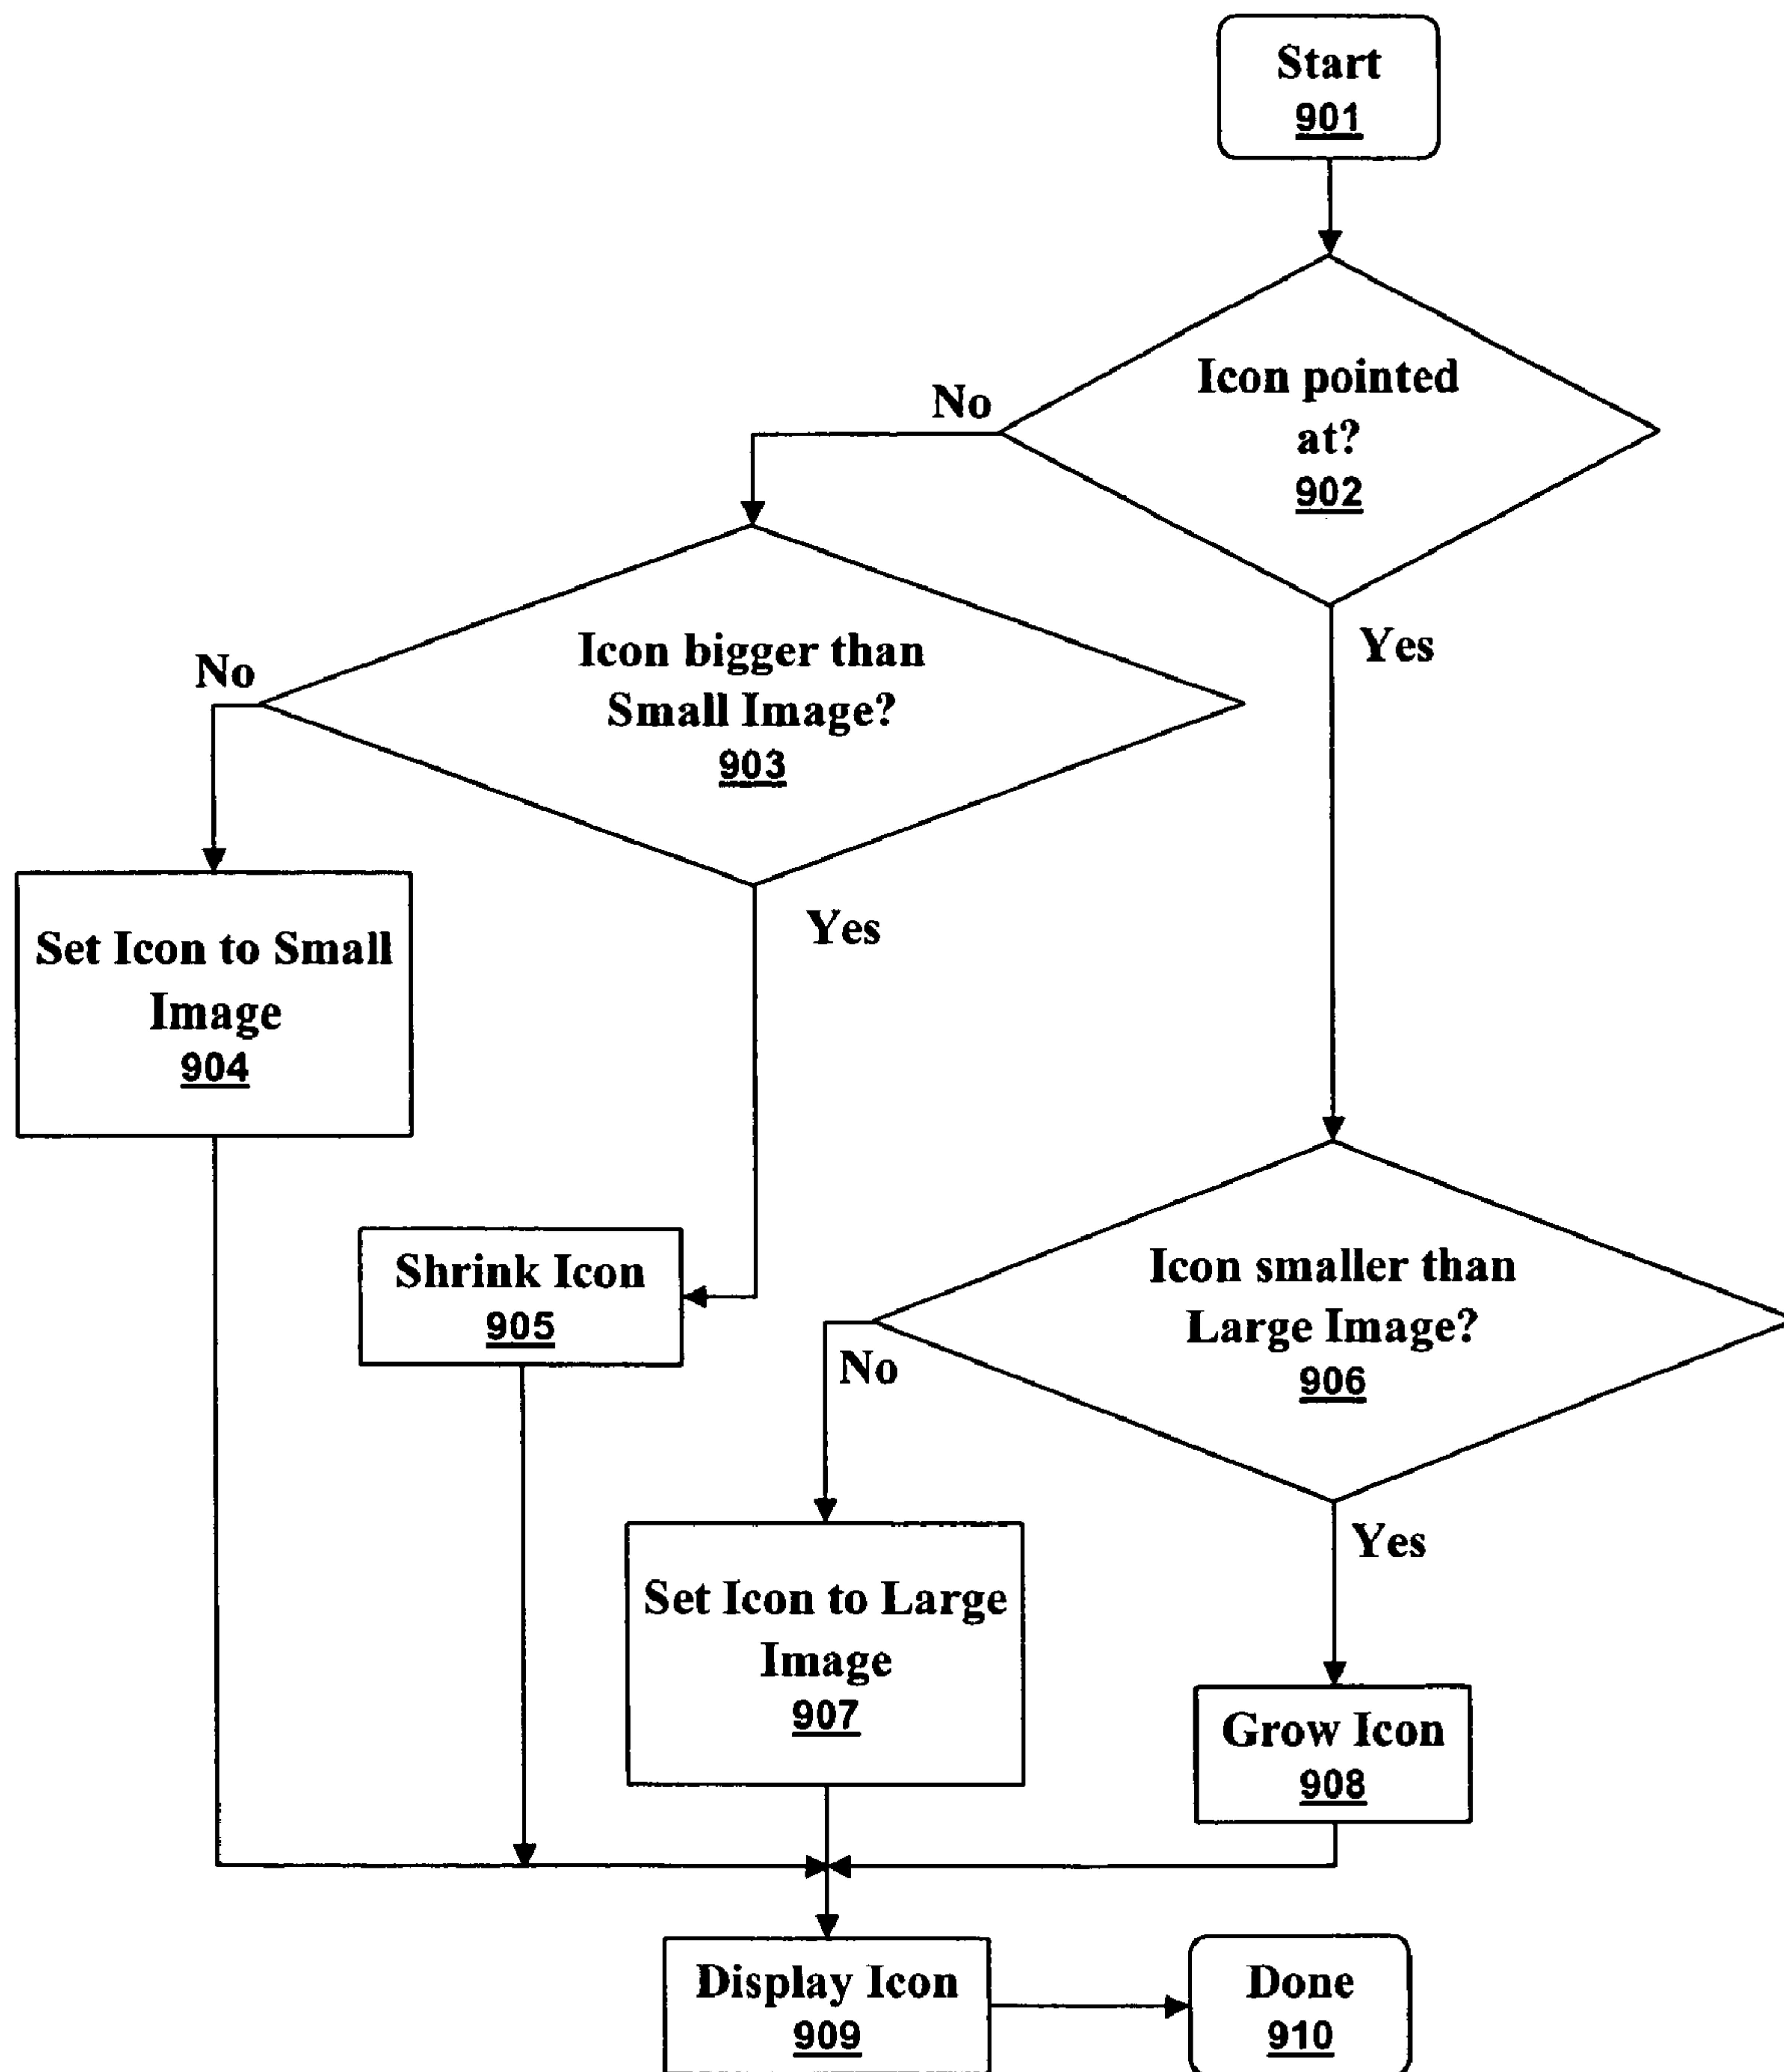 Start
901
Icon pointed
at?
902
No
Yes
Icon bigger than
Small Image?
903
No
Yes
Set Icon to Small
Image
904
Shrink Icon
905
Icon smaller than
Large Image?
906
No
Yes
Set Icon to Large
Image
907
Grow Icon
908
Display Icon
909
Done
910